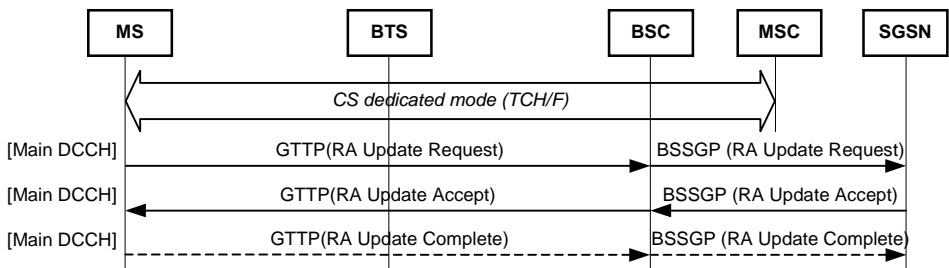 MS BTS BSC MSC SGSN
CS dedicated mode (TCH/F)
[Main DCCH] GTTP(RA Update Request) BSSGP (RA Update Request)
[Main DCCH] GTTP(RA Update Accept) BSSGP (RA Update Accept)
[Main DCCH] GTTP(RA Update Complete) BSSGP (RA Update Complete)